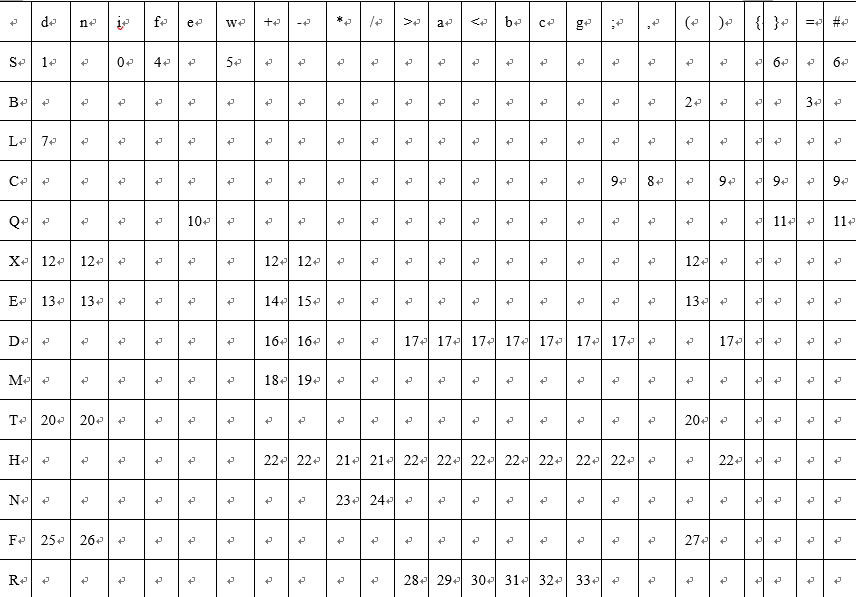 d n i f e w + - * / > a < b c g ; , ( ) { } = #
S 1 0 4 5 6 6
B 2 3
L 7
C 9 8 9 9 9
Q 10 11 11
X 12 12 12 12 12
E 13 13 14 15 13
D 16 16 17 17 17 17 17 17 17 17
M 18 19
T 20 20 20
H 22 22 21 21 22 22 22 22 22 22 22 22
N 23 24
F 25 26 27
R 28 29 30 31 32 33